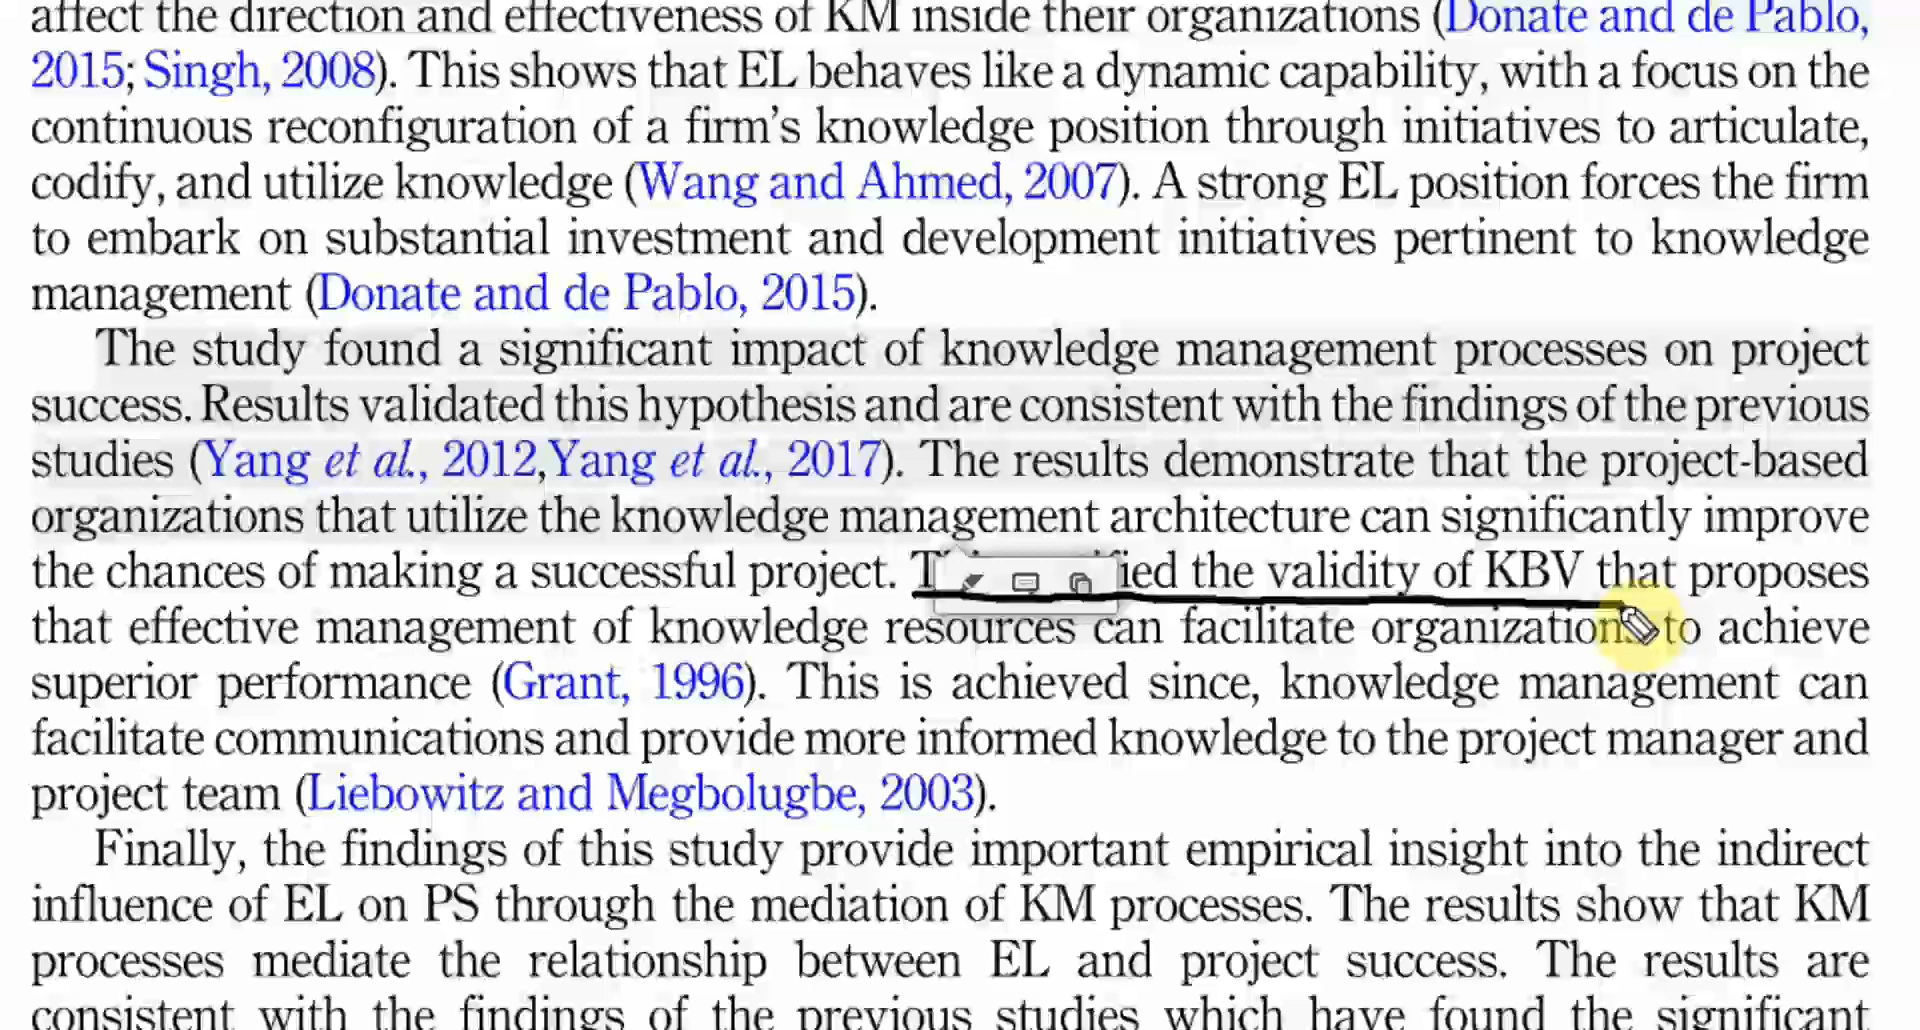 affect the direction and effectiveness of KM inside their organizations (Donate and de Pablo,
2015; Singh, 2008). This shows that EL behaves like a dynamic capability, with a focus on the
continuous reconfiguration of a firm's knowledge position through initiatives to articulate,
codify, and utilize knowledge (Wang and Ahmed, 2007). A strong EL position forces the firm
to embark on substantial investment and development initiatives pertinent to knowledge
management (Donate and de Pablo, 2015).
The study found a significant impact of knowledge management processes on project
success. Results validated this hypothesis and are consistent with the findings of the previous
studies (Yang et al., 2012,Yang et al., 2017). The results demonstrate that the project-based
organizations that utilize the knowledge management architecture can significantly improve
the chances of making a successful project. the validity of KBV that proposes
that effective management of knowledge resources can facilitate organizations to achieve
superior performance (Grant, 1996). This is achieved since, knowledge management can
facilitate communications and provide more informed knowledge to the project manager and
project team (Liebowitz and Megbolugbe, 2003).
Finally, the findings of this study provide important empirical insight into the indirect
influence of EL on PS through the mediation of KM processes. The results show that KM
processes mediate the relationship between EL and project success. The results are
consistent with the findings of the previous studies which have found the significant